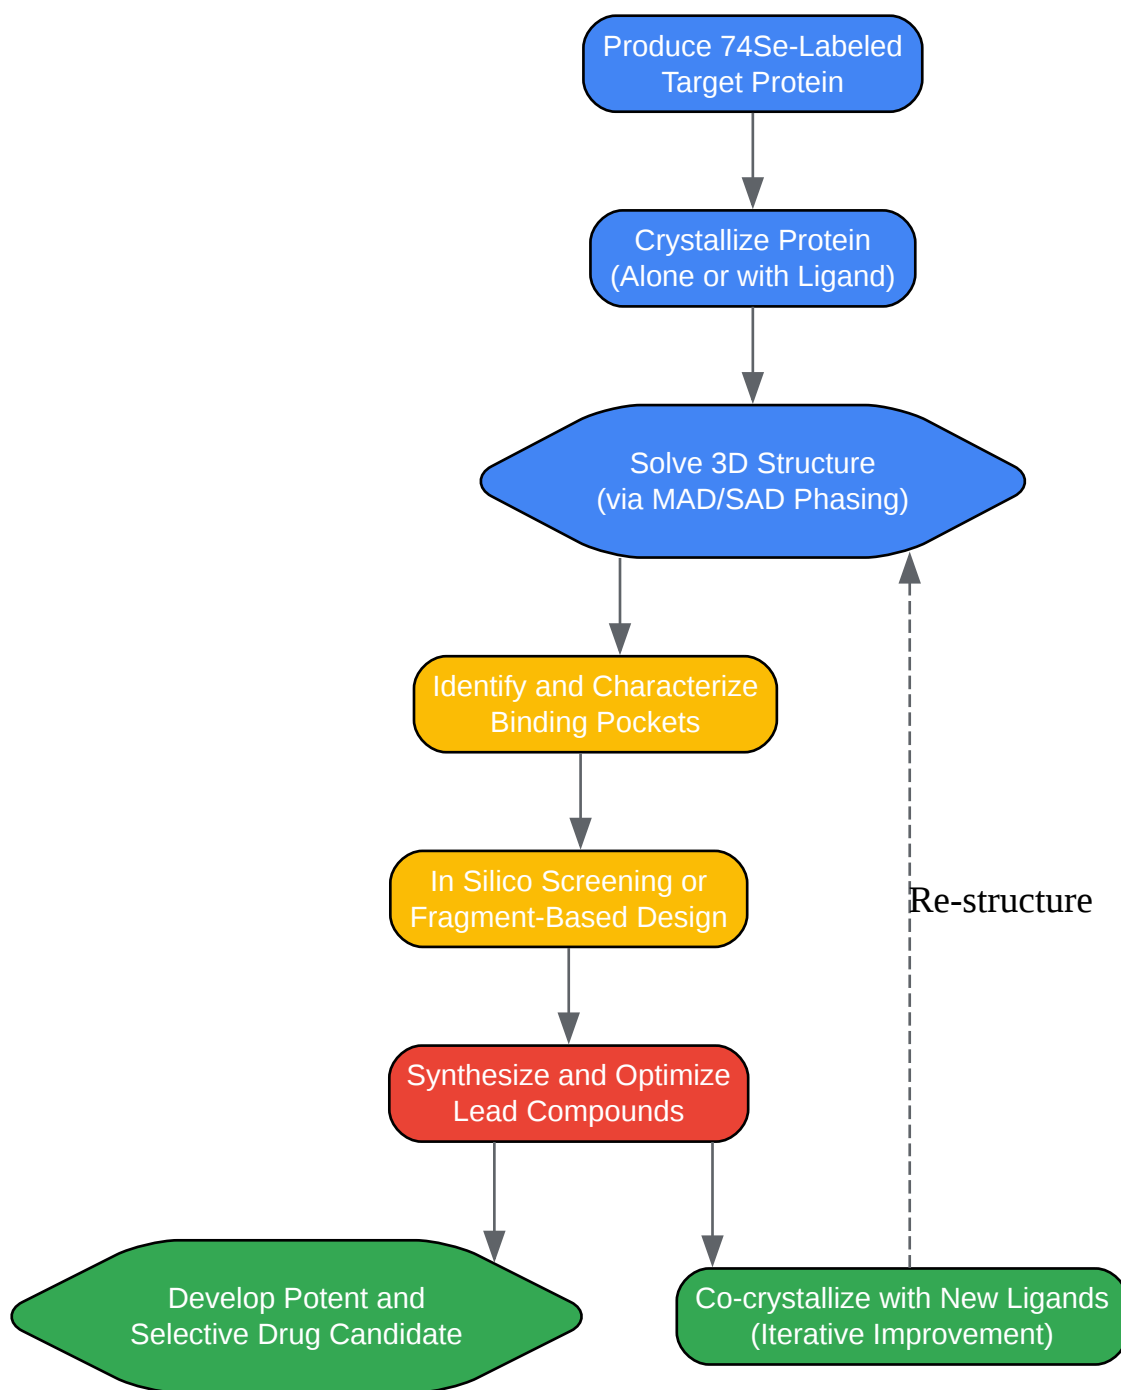 Produce 74Se-Labeled
Target Protein
Crystallize Protein
(Alone or with Ligand)
Solve 3D Structure
(via MAD/SAD Phasing)
Identify and Characterize
Binding Pockets
In Silico Screening or
Fragment-Based Design
Re-structure
Synthesize and Optimize
Lead Compounds
Develop Potent and
Selective Drug Candidate
Co-crystallize with New Ligands
(Iterative Improvement)